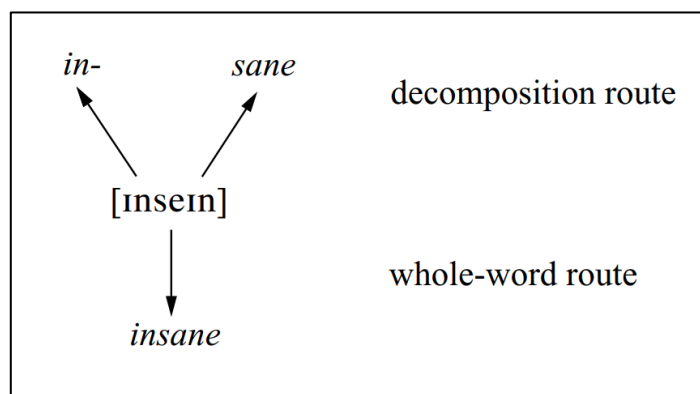 in- sane
decomposition route
[ɪnseɪn]
whole-word route
insane